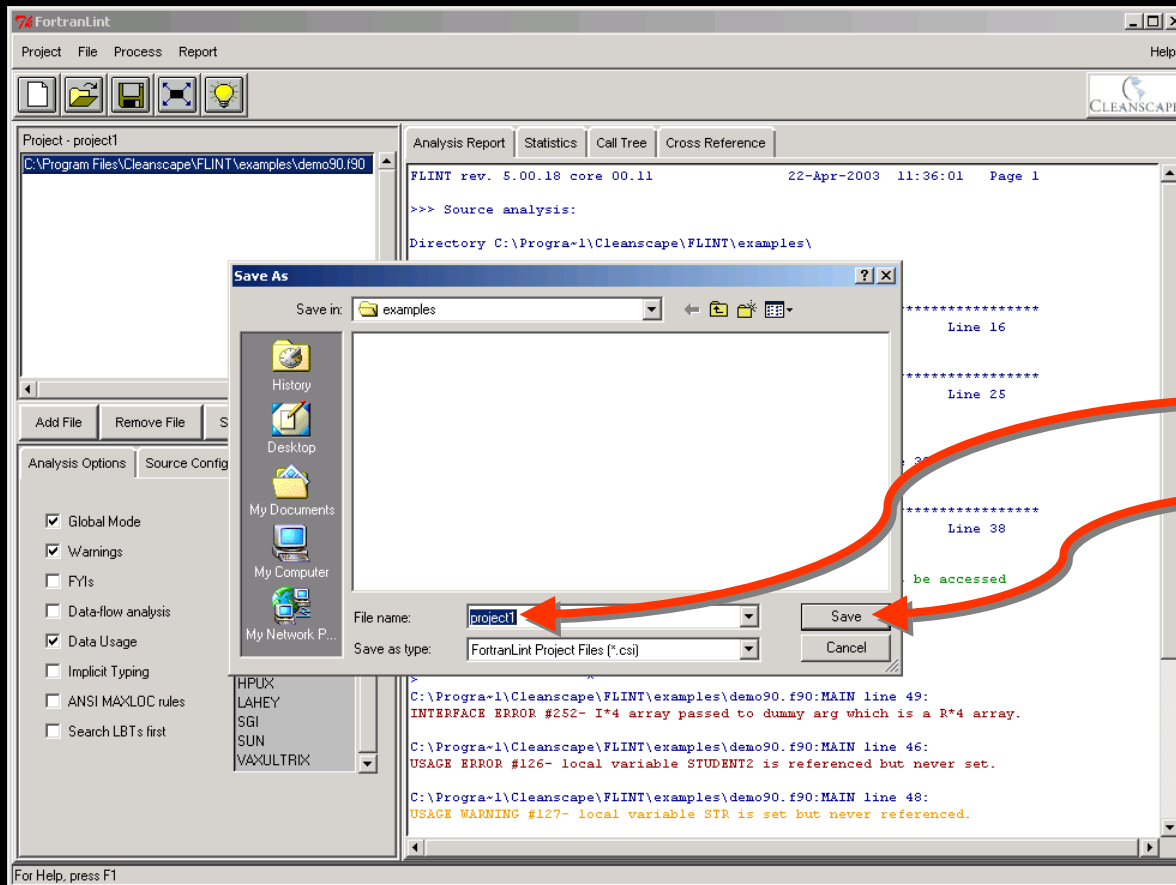 FortranLint
Project File Process Report Help
CLEANSCAPE
Project - project1
C:\Program Files\Cleanscape\FLINT\examples\demo90.f90
Add File Remove File S
Analysis Options Source Config
Global Mode
Warnings
FYIs
Data-flow analysis
Data Usage
Implicit Typing
ANSI MAXLOC rules
Search LBTs first
HPUX
LAHEY
SGI
SUN
VAXULTRIX
Analysis Report Statistics Call Tree Cross Reference
FLINT rev. 5.00.18 core 00.11 22-Apr-2003 11:36:01 Page 1
>>> Source analysis:
Directory C:\Progra~1\Cleanscape\FLINT\examples\
*****************
Line 16
*****************
Line 25
*****************
Line 38
be accessed
Save As
Save in: examples
History
Desktop
My Documents
My Computer
My Network P...
File name: project1 Save
Save as type: FortranLint Project Files (*.csi) Cancel
> ^
C:\Progra~1\Cleanscape\FLINT\examples\demo90.f90:MAIN line 49:
INTERFACE ERROR #252- I*4 array passed to dummy arg which is a R*4 array.
C:\Progra~1\Cleanscape\FLINT\examples\demo90.f90:MAIN line 46:
USAGE ERROR #126- local variable STUDENT2 is referenced but never set.
C:\Progra~1\Cleanscape\FLINT\examples\demo90.f90:MAIN line 48:
USAGE WARNING #127- local variable STR is set but never referenced.
For Help, press F1